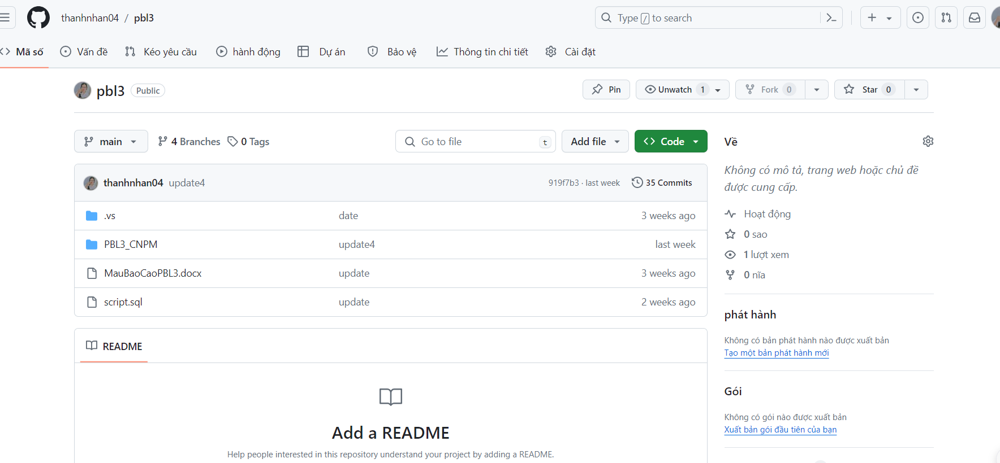 thanhnhan04 / pbl3
Type / to search
Mã số
Vấn đề
Kéo yêu cầu
hành động
Dự án
Bảo vệ
Thông tin chi tiết
Cài đặt
pbl3 Public
Pin
Unwatch 1
Fork 0
Star 0
main
4 Branches
0 Tags
Go to file t
Add file
Code
thanhnhan04 update4 919f7b3 · last week 35 Commits
.vs date 3 weeks ago
PBL3_CNPM update4 last week
MauBaoCaoPBL3.docx update 3 weeks ago
script.sql update 2 weeks ago
README
Add a README
Help people interested in this repository understand your project by adding a README.
Về
Không có mô tả, trang web hoặc chủ đề
được cung cấp.
Hoạt động
0 sao
1 lượt xem
0 nĩa
phát hành
Không có bản phát hành nào được xuất bản
Tạo một bản phát hành mới
Gói
Không có gói nào được xuất bản
Xuất bản gói đầu tiên của bạn